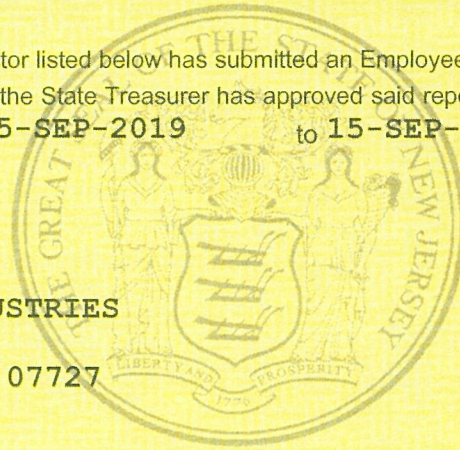 tor listed below has submitted an Employee
the State Treasurer has approved said repo
5-SEP-2019 to 15-SEP-
USTRIES
07727
THE GREAT SEAL OF THE STATE OF NEW JERSEY
LIBERTY AND PROSPERITY
1776